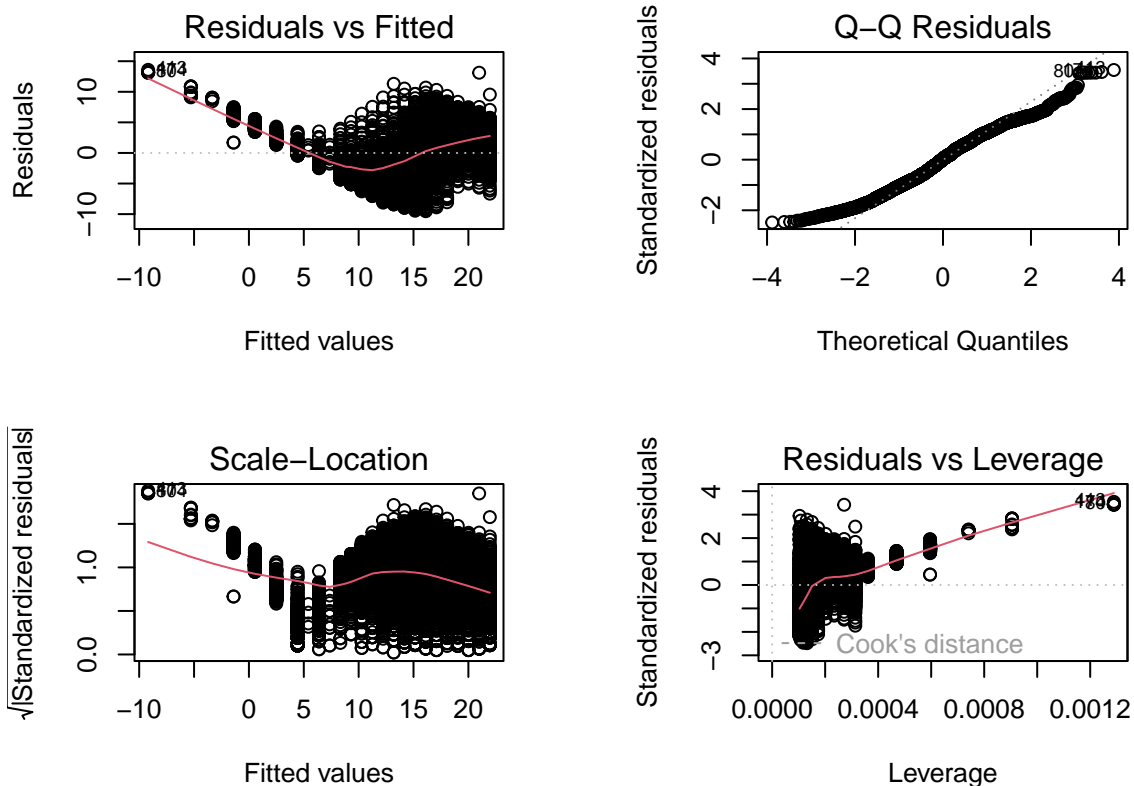 Residuals vs Fitted
Residuals
10
0
−10
−10 0 5 10 15 20
Fitted values
Q−Q Residuals
Standardized residuals
4
2
0
−2
−4 −2 0 2 4
Theoretical Quantiles
Scale−Location
√|Standardized residuals|
1.0
0.0
−10 0 5 10 15 20
Fitted values
Residuals vs Leverage
Standardized residuals
4
2
0
−3
Cook's distance
0.0000 0.0004 0.0008 0.0012
Leverage